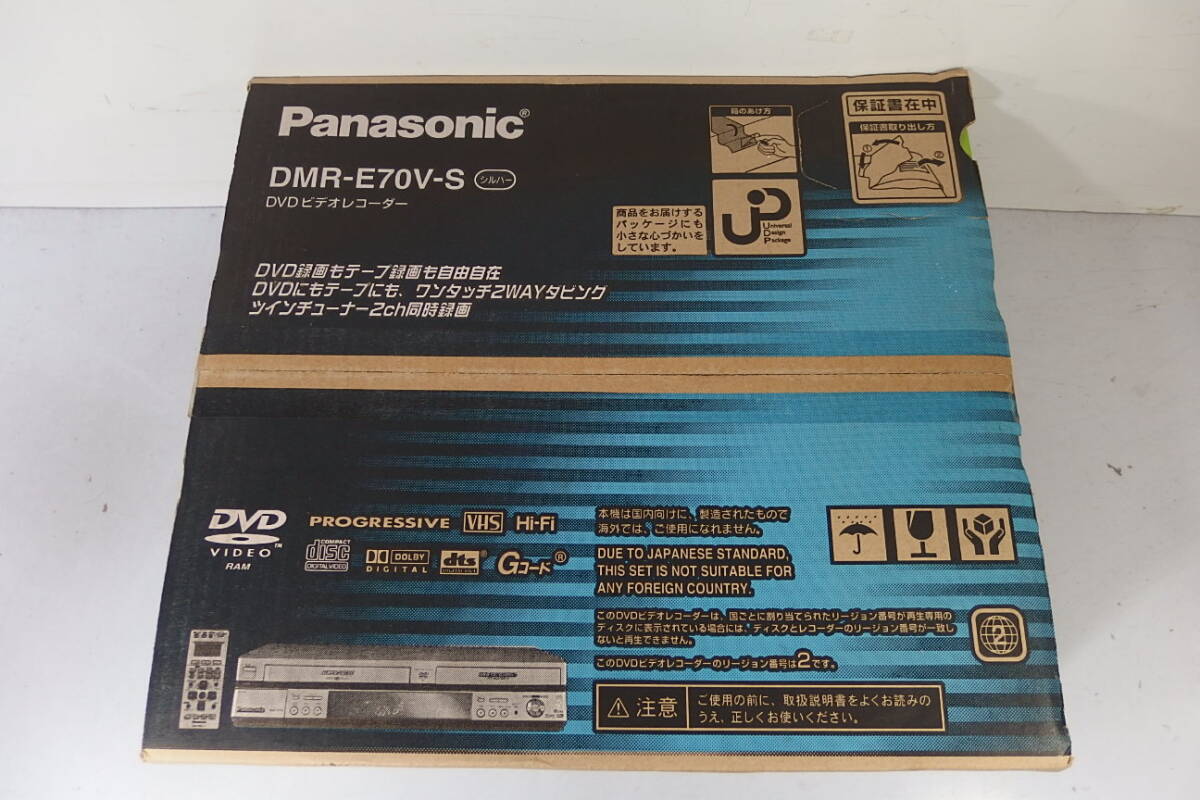 Panasonic®
DMR-E70V-S シルバー
DVDビデオレコーダー
箱のあけ方
保証書在中
保証書取り出し方
① ②
商品をお届けする
パッケージにも
小さな心づかいを
しています。
UDP
Universal
Design
Package
DVD録画もテープ録画も自由自在
DVDにもテープにも、ワンタッチ2WAYダビング
ツインチューナー2ch同時録画
DVD
VIDEO™
RAM
PROGRESSIVE VHS Hi-Fi
COMPACT
disc
DIGITAL VIDEO
DOLBY
DIGITAL
dts
Gコード®
本機は国内向けに、製造されたもので
海外では、ご使用になれません。
DUE TO JAPANESE STANDARD,
THIS SET IS NOT SUITABLE FOR
ANY FOREIGN COUNTRY.
このDVDビデオレコーダーは、国ごとに割り当てられたリージョン番号が再生専用の
ディスクに表示されている場合には、ディスクとレコーダーのリージョン番号が一致し
ないと再生できません。
このDVDビデオレコーダーのリージョン番号は2です。
2
注意
ご使用の前に、取扱説明書をよくお読みの
うえ、正しくお使いください。
Panasonic